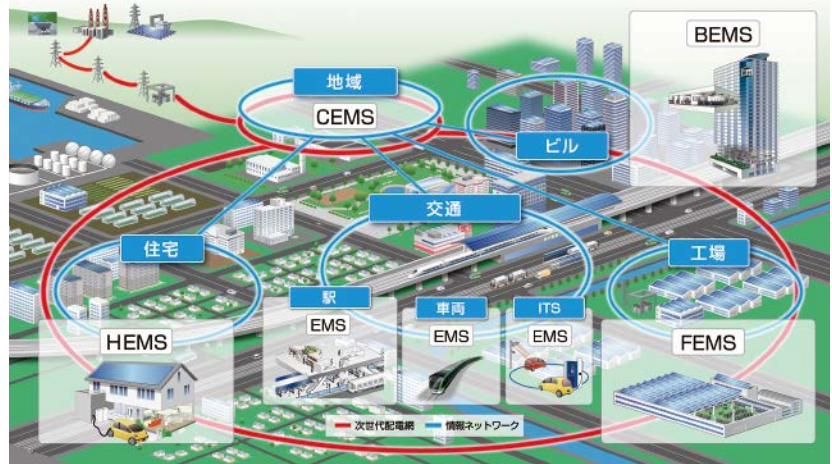 BEMS
地域
CEMS
ビル
交通
住宅
工場
駅
車両
ITS
EMS
EMS
EMS
HEMS
FEMS
次世代配電網
情報ネットワーク